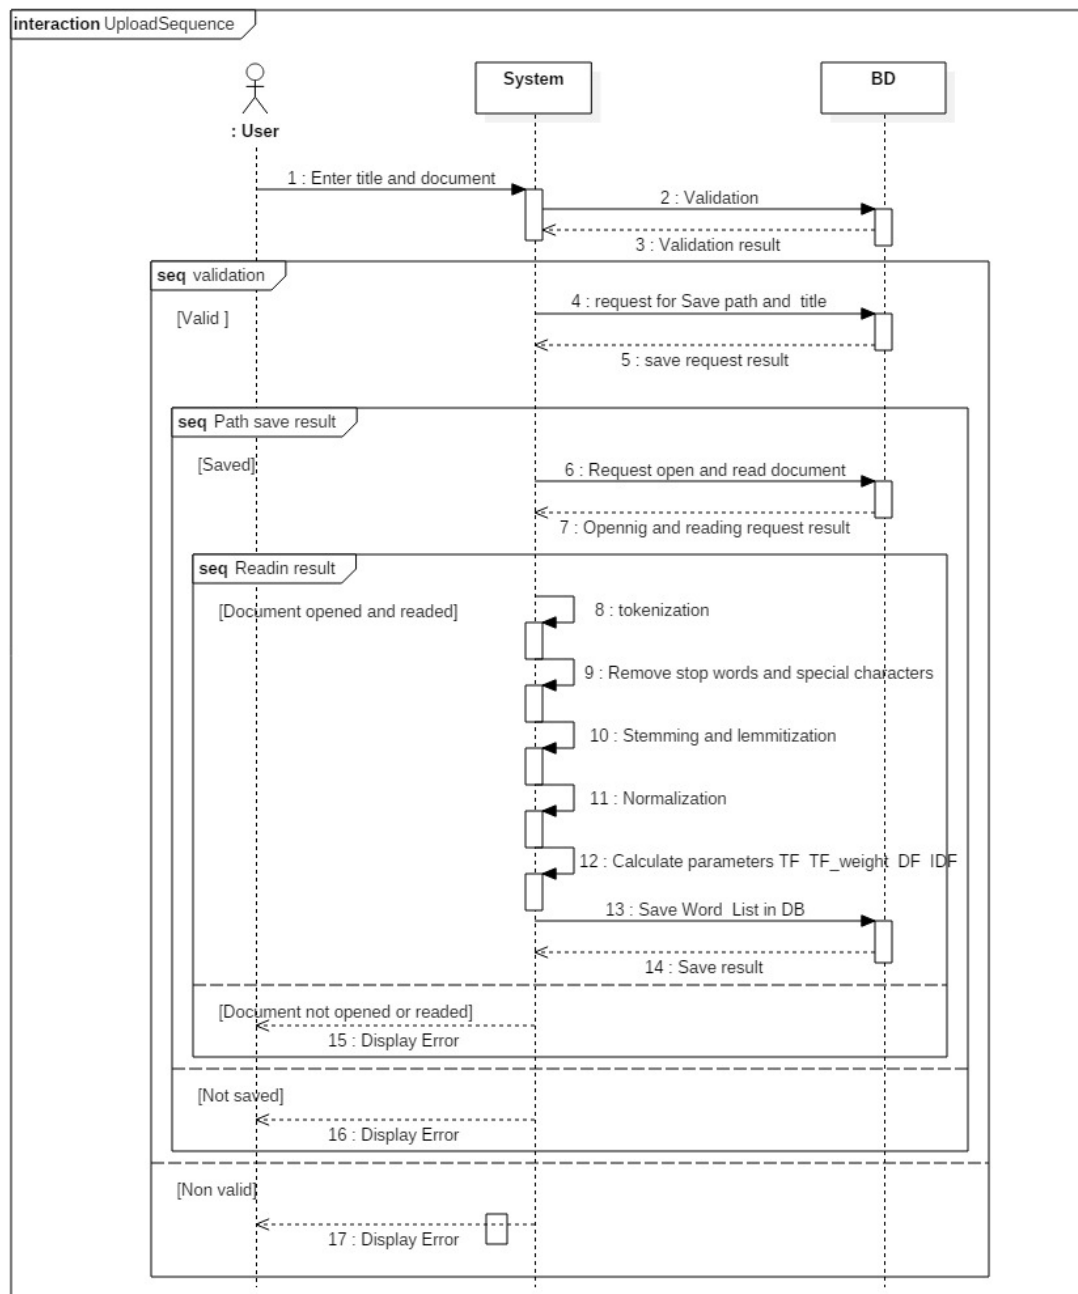 interaction UploadSequence
System
BD
: User
1 : Enter title and document
2 : Validation
3 : Validation result
seq validation
[Valid ]
4 : request for Save path and title
5 : save request result
seq Path save result
[Saved]
6 : Request open and read document
7 : Opennig and reading request result
seq Readin result
[Document opened and readed]
8 : tokenization
9 : Remove stop words and special characters
10 : Stemming and lemmitization
11 : Normalization
12 : Calculate parameters TF TF_weight DF IDF
13 : Save Word List in DB
14 : Save result
[Document not opened or readed]
15 : Display Error
[Not saved]
16 : Display Error
[Non valid]
17 : Display Error